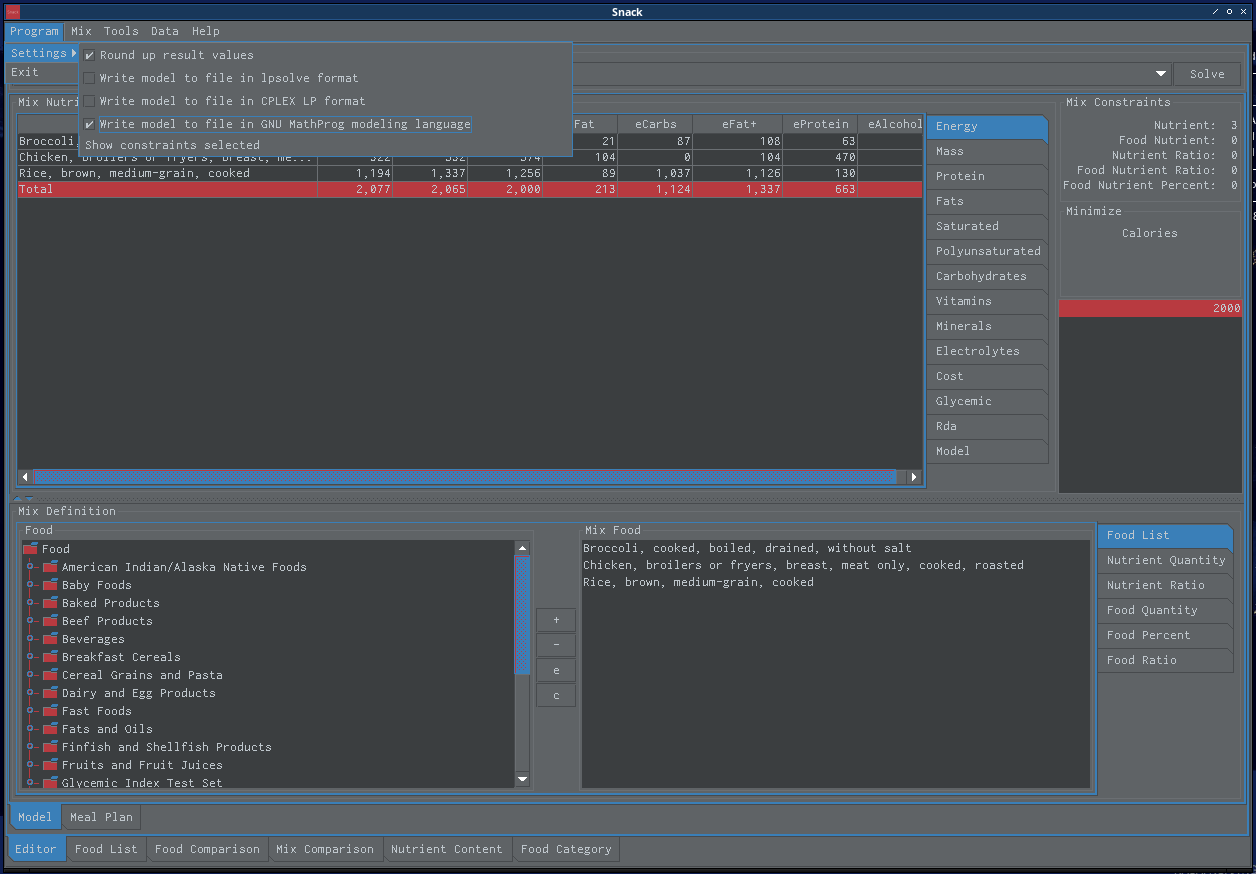 Snack
Program Mix Tools Data Help
Settings
Exit
Round up result values
Write model to file in lpsolve format
Write model to file in CPLEX LP format
Write model to file in GNU MathProg modeling language
Show constraints selected
Solve
Mix Nutri
Fat eCarbs eFat+ eProtein eAlcohol
Broccoli, 21 87 108 63
Chicken, broilers or fryers, breast, me... 322 332 574 104 0 104 470
Rice, brown, medium-grain, cooked 1,194 1,337 1,256 89 1,037 1,126 130
Total 2,077 2,065 2,000 213 1,124 1,337 663
Energy
Mass
Protein
Fats
Saturated
Polyunsaturated
Carbohydrates
Vitamins
Minerals
Electrolytes
Cost
Glycemic
Rda
Model
Mix Constraints
Nutrient: 3
Food Nutrient: 0
Nutrient Ratio: 0
Food Nutrient Ratio: 0
Food Nutrient Percent: 0
Minimize
Calories
2000
Mix Definition
Food
Food
American Indian/Alaska Native Foods
Baby Foods
Baked Products
Beef Products
Beverages
Breakfast Cereals
Cereal Grains and Pasta
Dairy and Egg Products
Fast Foods
Fats and Oils
Finfish and Shellfish Products
Fruits and Fruit Juices
Glycemic Index Test Set
+
-
e
c
Mix Food
Broccoli, cooked, boiled, drained, without salt
Chicken, broilers or fryers, breast, meat only, cooked, roasted
Rice, brown, medium-grain, cooked
Food List
Nutrient Quantity
Nutrient Ratio
Food Quantity
Food Percent
Food Ratio
Model Meal Plan
Editor Food List Food Comparison Mix Comparison Nutrient Content Food Category